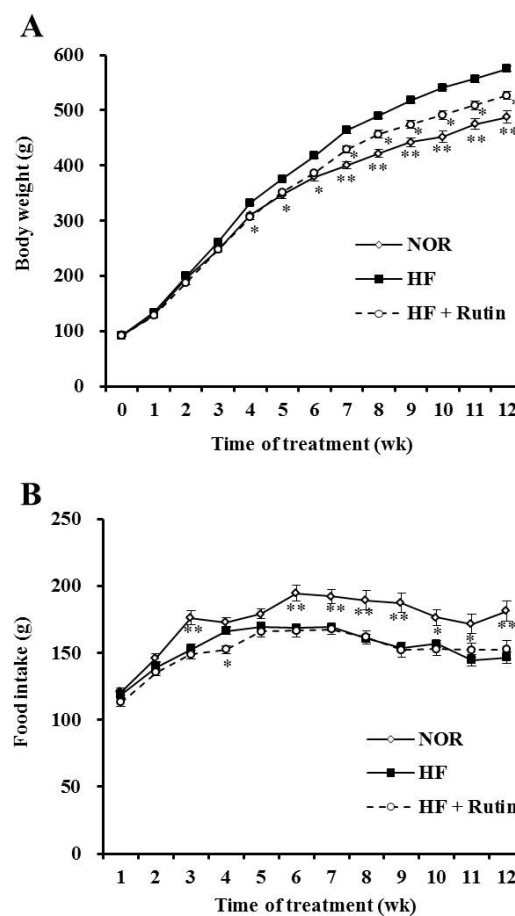 A
600
500
400
300
200
100
0
Body weight (g)
* * * ** ** ** ** ** **
* * * * * *
NOR
HF
HF + Rutin
0 1 2 3 4 5 6 7 8 9 10 11 12
Time of treatment (wk)
B
250
200
150
100
50
0
Food intake (g)
** * ** ** ** ** * * **
NOR
HF
HF + Rutin
1 2 3 4 5 6 7 8 9 10 11 12
Time of treatment (wk)